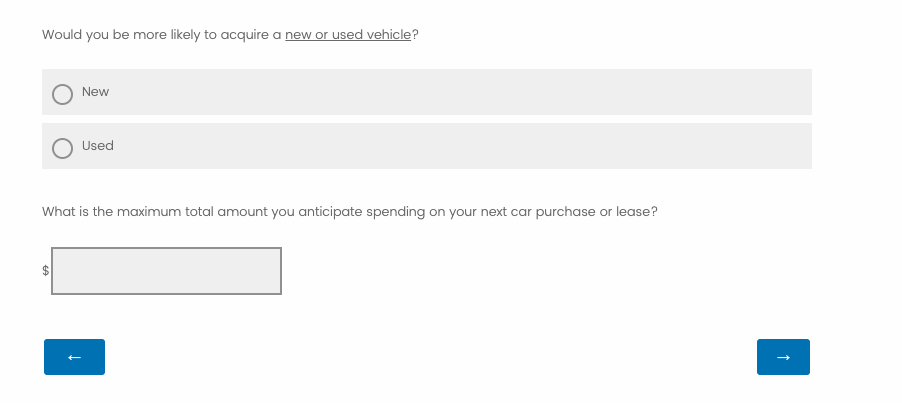 Would you be more likely to acquire a new or used vehicle?
New
Used
What is the maximum total amount you anticipate spending on your next car purchase or lease?
$
← →